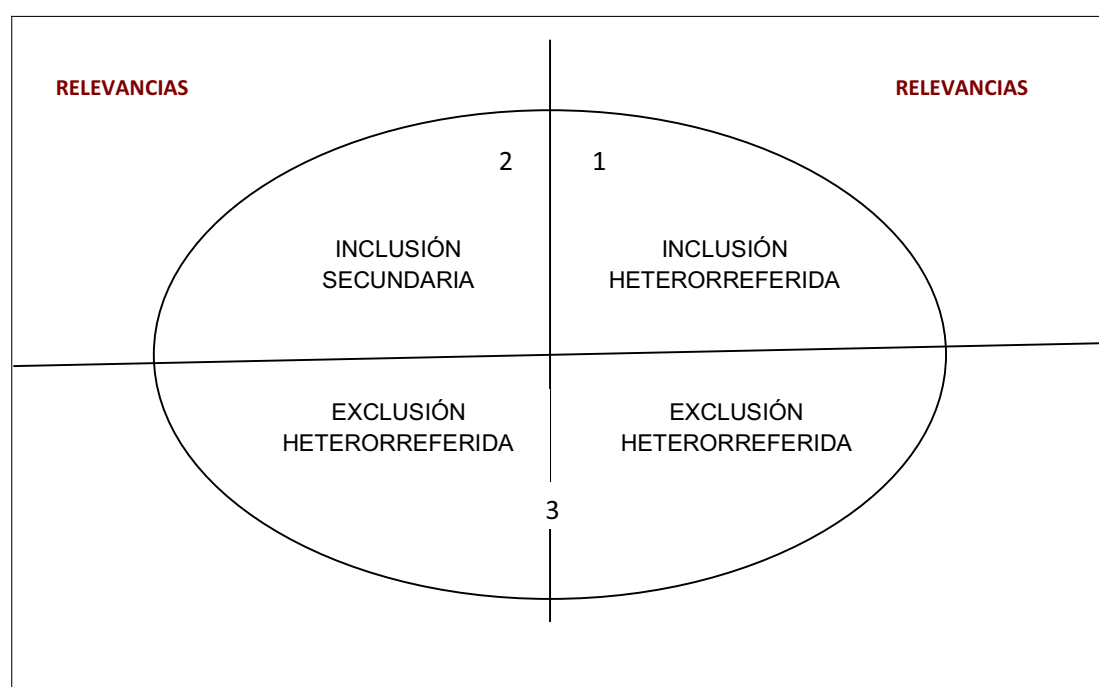 RELEVANCIAS
RELEVANCIAS
2
1
INCLUSIÓN
SECUNDARIA
INCLUSIÓN
HETERORREFERIDA
EXCLUSIÓN
HETERORREFERIDA
EXCLUSIÓN
HETERORREFERIDA
3